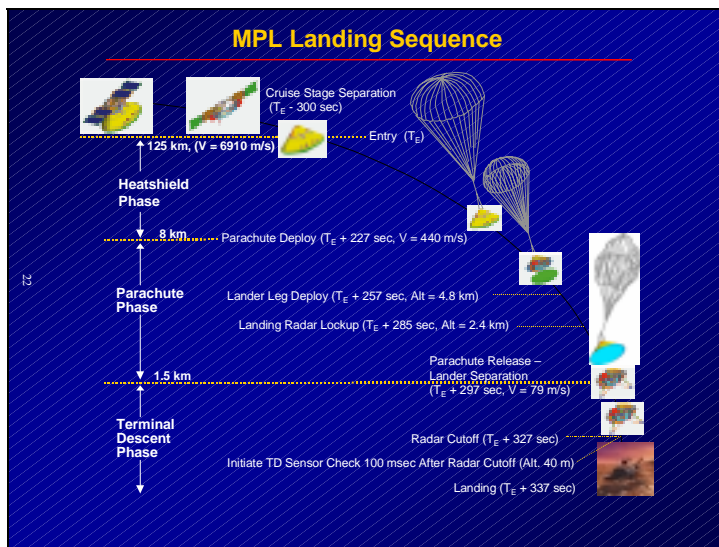 MPL Landing Sequence
Cruise Stage Separation
(TE - 300 sec)
Entry (TE)
125 km, (V = 6910 m/s)
Heatshield
Phase
8 km
Parachute Deploy (TE + 227 sec, V = 440 m/s)
22
Parachute
Phase
Lander Leg Deploy (TE + 257 sec, Alt = 4.8 km)
Landing Radar Lockup (TE + 285 sec, Alt = 2.4 km)
Parachute Release –
Lander Separation
(TE + 297 sec, V = 79 m/s)
1.5 km
Terminal
Descent
Phase
Radar Cutoff (TE + 327 sec)
Initiate TD Sensor Check 100 msec After Radar Cutoff (Alt. 40 m)
Landing (TE + 337 sec)